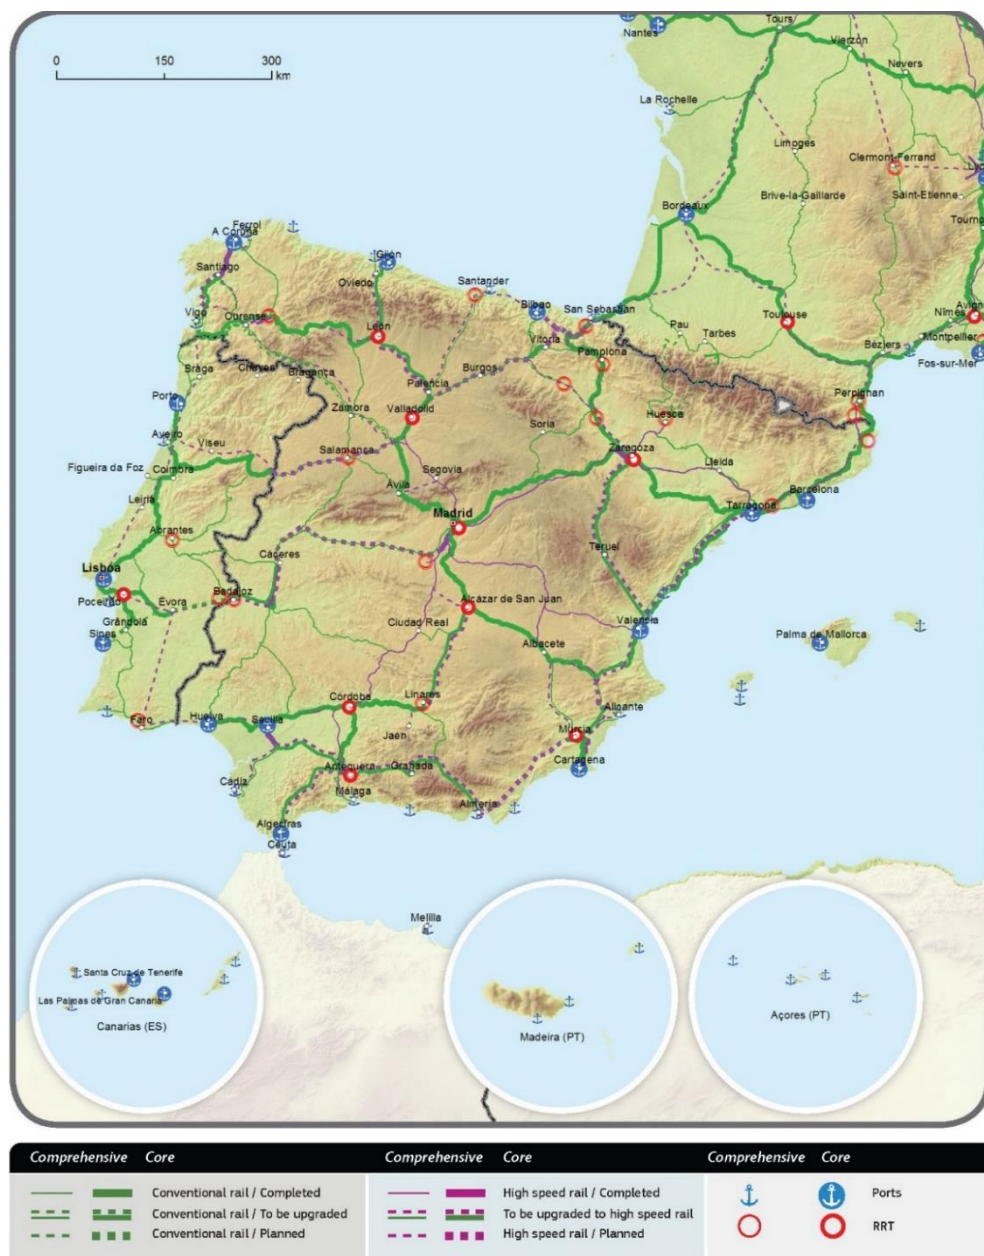 Nantes
Tours
Vierzon
Nevers
0 150 300
km
La Rochelle
Limoges
Clermont-Ferrand
Saint-Etienne
Brive-la-Gaillarde
Bordeaux
Ferrol
A Coruña
Gijón
Santiago
Oviedo
Santander
Bilbao
San Sebastián
Vigo
Ourense
León
Vitoria
Pau
Tarbes
Toulouse
Nîmes
Montpellier
Béziers
Fos-sur-Mer
Pamplona
Burgos
Palencia
Braga
Chaves
Bragança
Perpignan
Porto
Zamora
Valladolid
Soria
Huesca
Aveiro
Viseu
Salamanca
Zaragoza
Lleida
Figueira da Foz
Coimbra
Segovia
Ávila
Barcelona
Tarragona
Leiria
Madrid
Abrantes
Teruel
Cáceres
Lisboa
Poceirão
Évora
Badajoz
Alcázar de San Juan
Grândola
Sines
Ciudad Real
Valencia
Palma de Mallorca
Albacete
Córdoba
Linares
Alicante
Faro
Huelva
Sevilla
Jaén
Murcia
Cartagena
Antequera
Granada
Cádiz
Málaga
Almería
Algeciras
Ceuta
Melilla
Santa Cruz de Tenerife
Las Palmas de Gran Canaria
Canarias (ES)
Madeira (PT)
Açores (PT)
Comprehensive Core Comprehensive Core Comprehensive Core
Conventional rail / Completed High speed rail / Completed Ports
Conventional rail / To be upgraded To be upgraded to high speed rail
Conventional rail / Planned High speed rail / Planned RRT